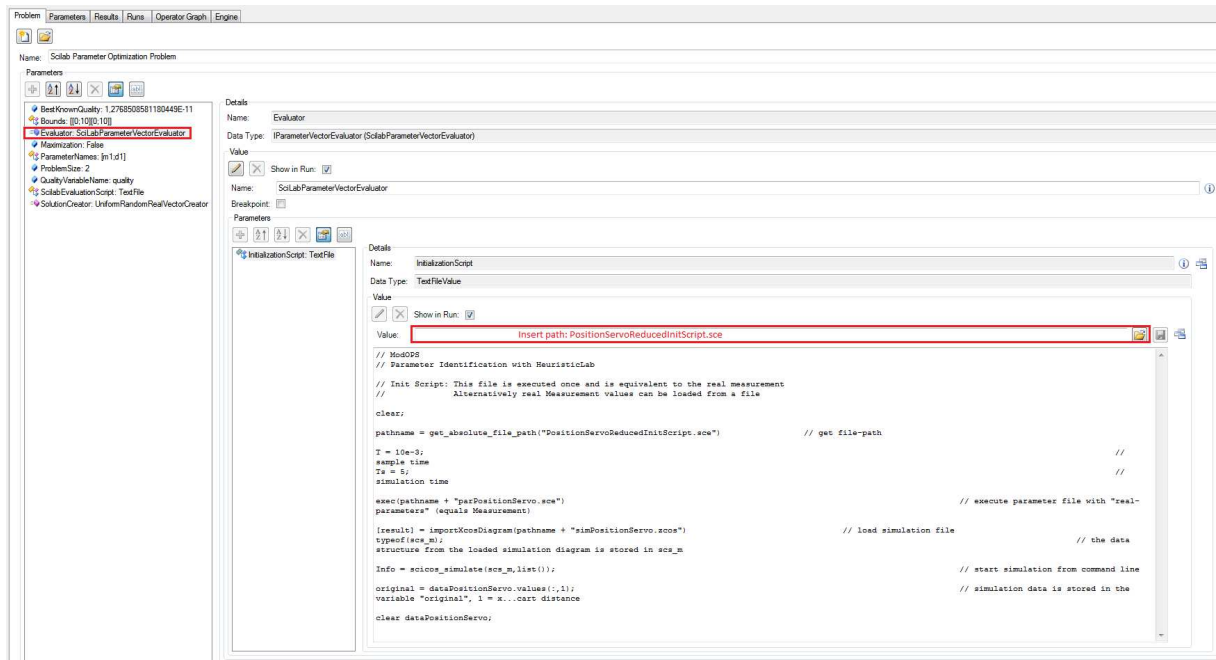 Problem Parameters Results Runs Operator Graph Engine
Name: Scilab Parameter Optimization Problem
Parameters
BestKnownQuality: 1,2768508581180449E-11
Bounds: [[0;10][0;10]]
Evaluator: SciLabParameterVectorEvaluator
Maximization: False
ParameterNames: [m1;d1]
ProblemSize: 2
QualityVariableName: quality
ScilabEvaluationScript: TextFile
SolutionCreator: UniformRandomRealVectorCreator
Details
Name: Evaluator
Data Type: IParameterVectorEvaluator (ScilabParameterVectorEvaluator)
Value
Show in Run:
Name: SciLabParameterVectorEvaluator
Breakpoint:
Parameters
InitializationScript: TextFile
Details
Name: InitializationScript
Data Type: TextFileValue
Value
Show in Run:
Value: Insert path: PositionServoReducedInitScript.sce
// ModOPS
// Parameter Identification with HeuristicLab
// Init Script: This file is executed once and is equivalent to the real measurement
// Alternatively real Measurement values can be loaded from a file
clear;
pathname = get_absolute_file_path("PositionServoReducedInitScript.sce") // get file-path
T = 10e-3; //
sample time
Ts = 5; //
simulation time
exec(pathname + "parPositionServo.sce") // execute parameter file with "real-
parameters" (equals Measurement)
[result] = importXcosDiagram(pathname + "simPositionServo.zcos") // load simulation file
typeof(scs_m); // the data
structure from the loaded simulation diagram is stored in scs_m
Info = scicos_simulate(scs_m,list()); // start simulation from command line
original = dataPositionServo.values(:,1); // simulation data is stored in the
variable "original", 1 = x...cart distance
clear dataPositionServo;